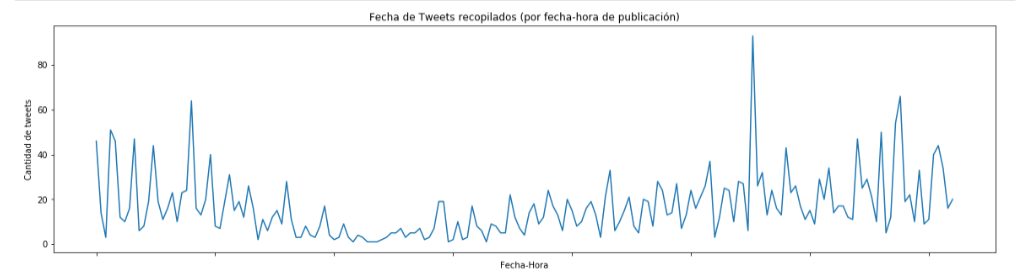 Fecha de Tweets recopilados (por fecha-hora de publicación)
Cantidad de tweets
80
60
40
20
0
Fecha-Hora